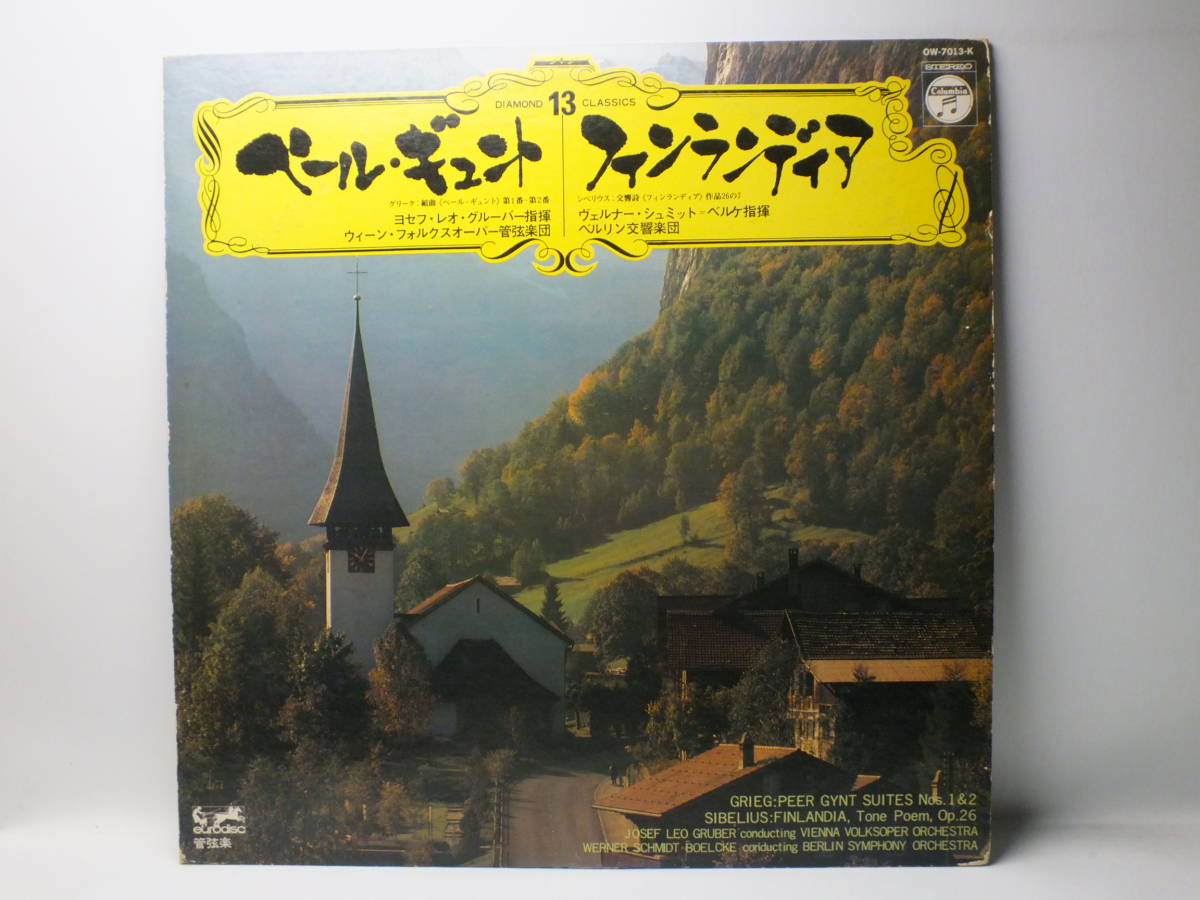 OW-7013-K
STEREO
Columbia
DIAMOND 13 CLASSICS
ペール・ギュント
フィンランディア
グリーク:組曲《ペール=ギュント》第1番・第2番
ヨセフ・レオ・グルーバー指揮
ウィーン・フォルクスオーパー管弦楽団
シベリウス:交響詩《フィンランディア》作品26の7
ヴェルナー・シュミット=ベルケ指揮
ベルリン交響楽団
GRIEG:PEER GYNT SUITES Nos.1&2
SIBELIUS:FINLANDIA, Tone Poem, Op.26
JOSEF LEO GRUBER conducting VIENNA VOLKSOPER ORCHESTRA
WERNER SCHMIDT BOELCKE conducting BERLIN SYMPHONY ORCHESTRA
eurodisc
管弦楽